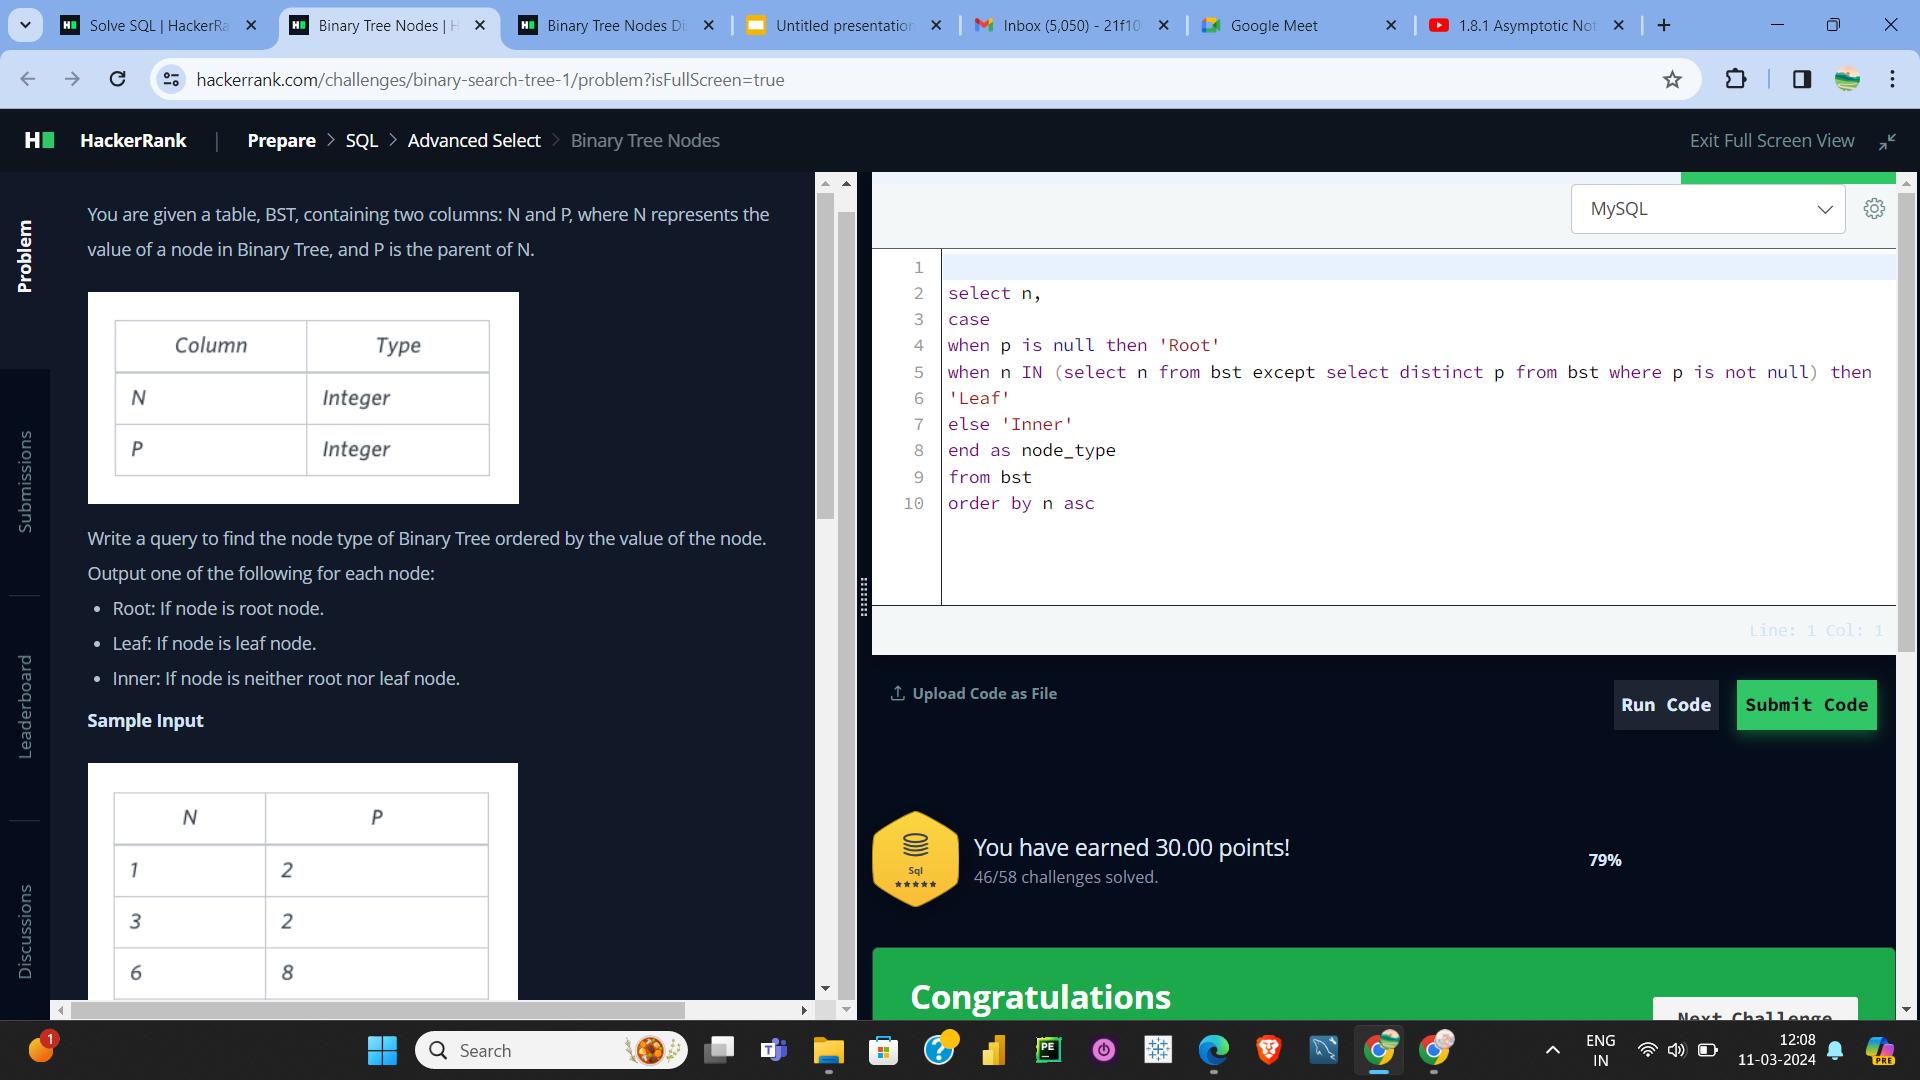 Solve SQL | HackerRa
Binary Tree Nodes | H
Binary Tree Nodes Di
Untitled presentation
Inbox (5,050) - 21f10
Google Meet
1.8.1 Asymptotic Not
hackerrank.com/challenges/binary-search-tree-1/problem?isFullScreen=true
H
HackerRank | Prepare > SQL > Advanced Select > Binary Tree Nodes
Exit Full Screen View
Problem
Submissions
Leaderboard
Discussions
You are given a table, BST, containing two columns: N and P, where N represents the
value of a node in Binary Tree, and P is the parent of N.
Column Type
N Integer
P Integer
Write a query to find the node type of Binary Tree ordered by the value of the node.
Output one of the following for each node:
• Root: If node is root node.
• Leaf: If node is leaf node.
• Inner: If node is neither root nor leaf node.
Sample Input
N P
1 2
3 2
6 8
MySQL
1
2 select n,
3 case
4 when p is null then 'Root'
5 when n IN (select n from bst except select distinct p from bst where p is not null) then
6 'Leaf'
7 else 'Inner'
8 end as node_type
9 from bst
10 order by n asc
Line: 1 Col: 1
Upload Code as File
Run Code
Submit Code
Sql
You have earned 30.00 points!
46/58 challenges solved.
79%
Congratulations
Next Challenge
1
Search
PE
ENG
IN
12:08
11-03-2024
PRE